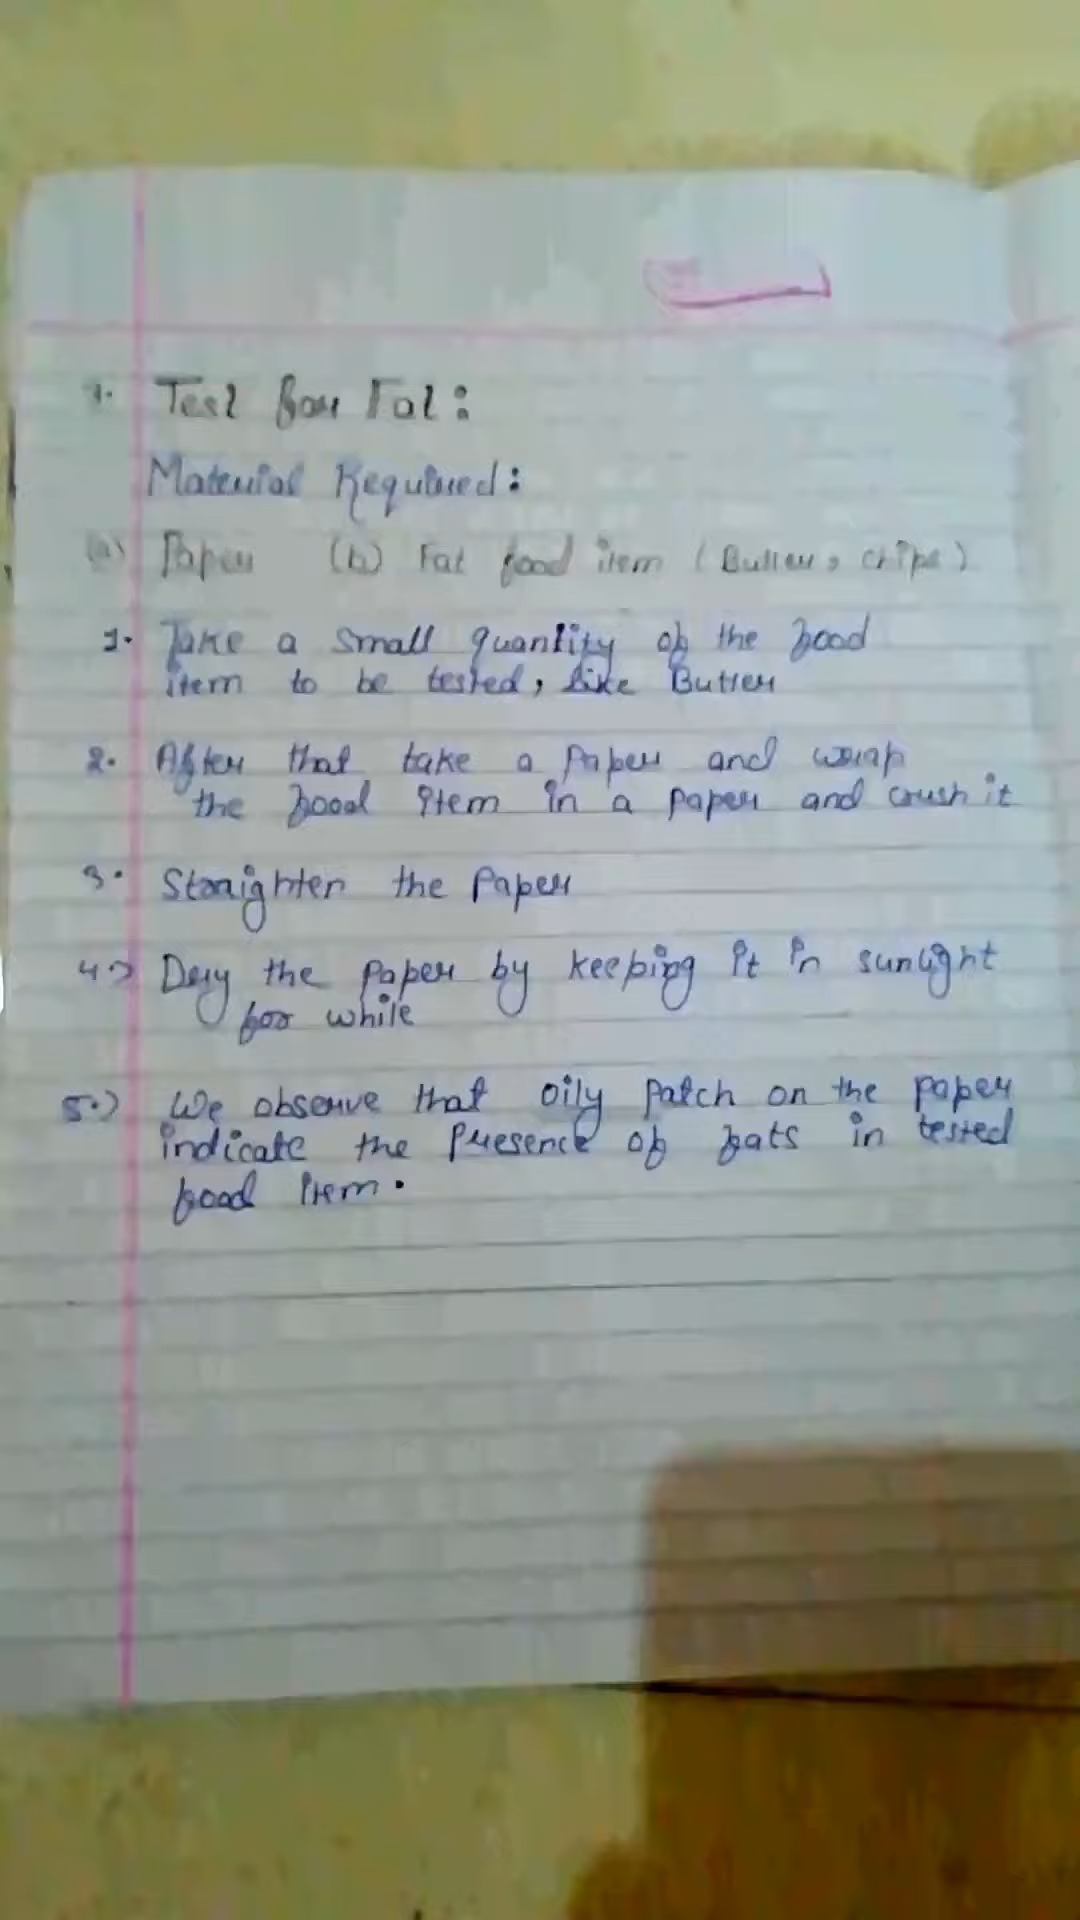 1. Test for Fat:
Material Required:
(a) Paper (b) Fat food item (Butter, chips)
1. Take a small quantity of the food
item to be tested, like Butter
2. After that take a paper and wrap
the food item in a paper and crush it
3. Straighten the paper
4.> Dry the paper by keeping it in sunlight
for while
5.) We observe that oily patch on the paper
indicate the presence of fats in tested
food item.